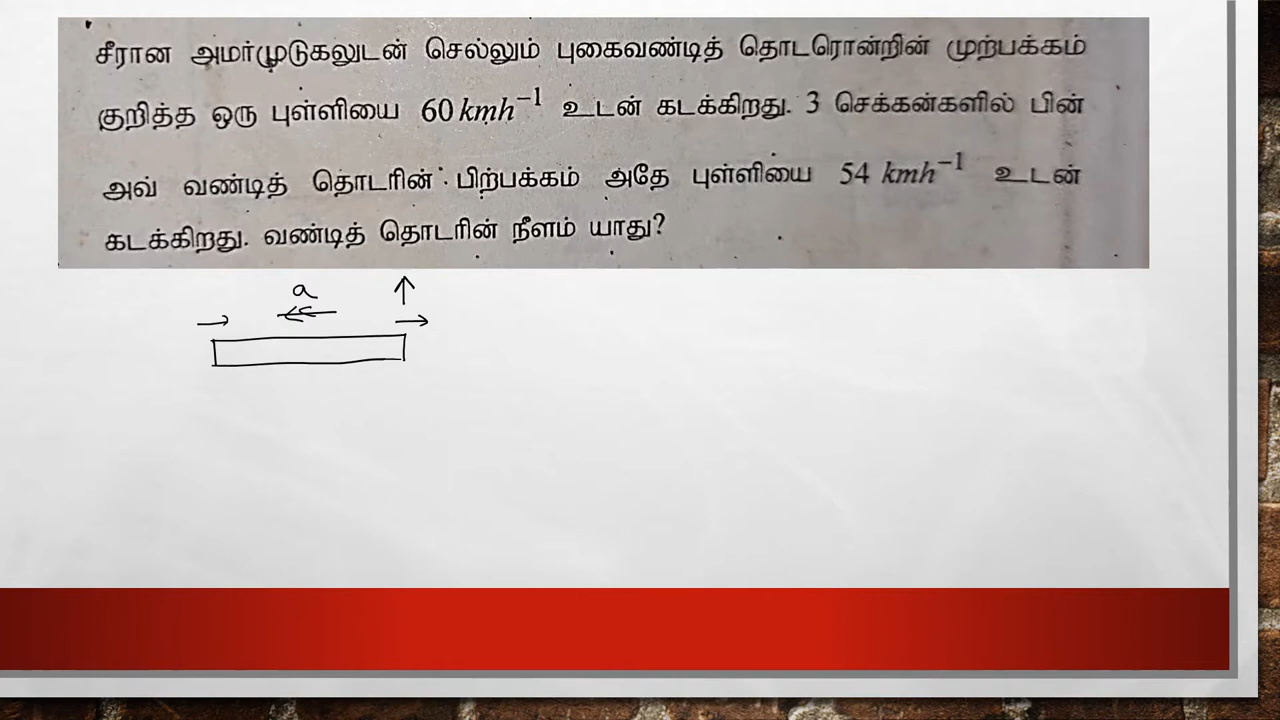 சீரான அமர்முடுகலுடன் செல்லும் புகைவண்டித் தொடரொன்றின் முற்பக்கம்
குறித்த ஒரு புள்ளியை 60 kmh⁻¹ உடன் கடக்கிறது. 3 செக்கன்களில் பின்
அவ் வண்டித் தொடரின் பிற்பக்கம் அதே புள்ளியை 54 kmh⁻¹ உடன்
கடக்கிறது. வண்டித் தொடரின் நீளம் யாது?
a